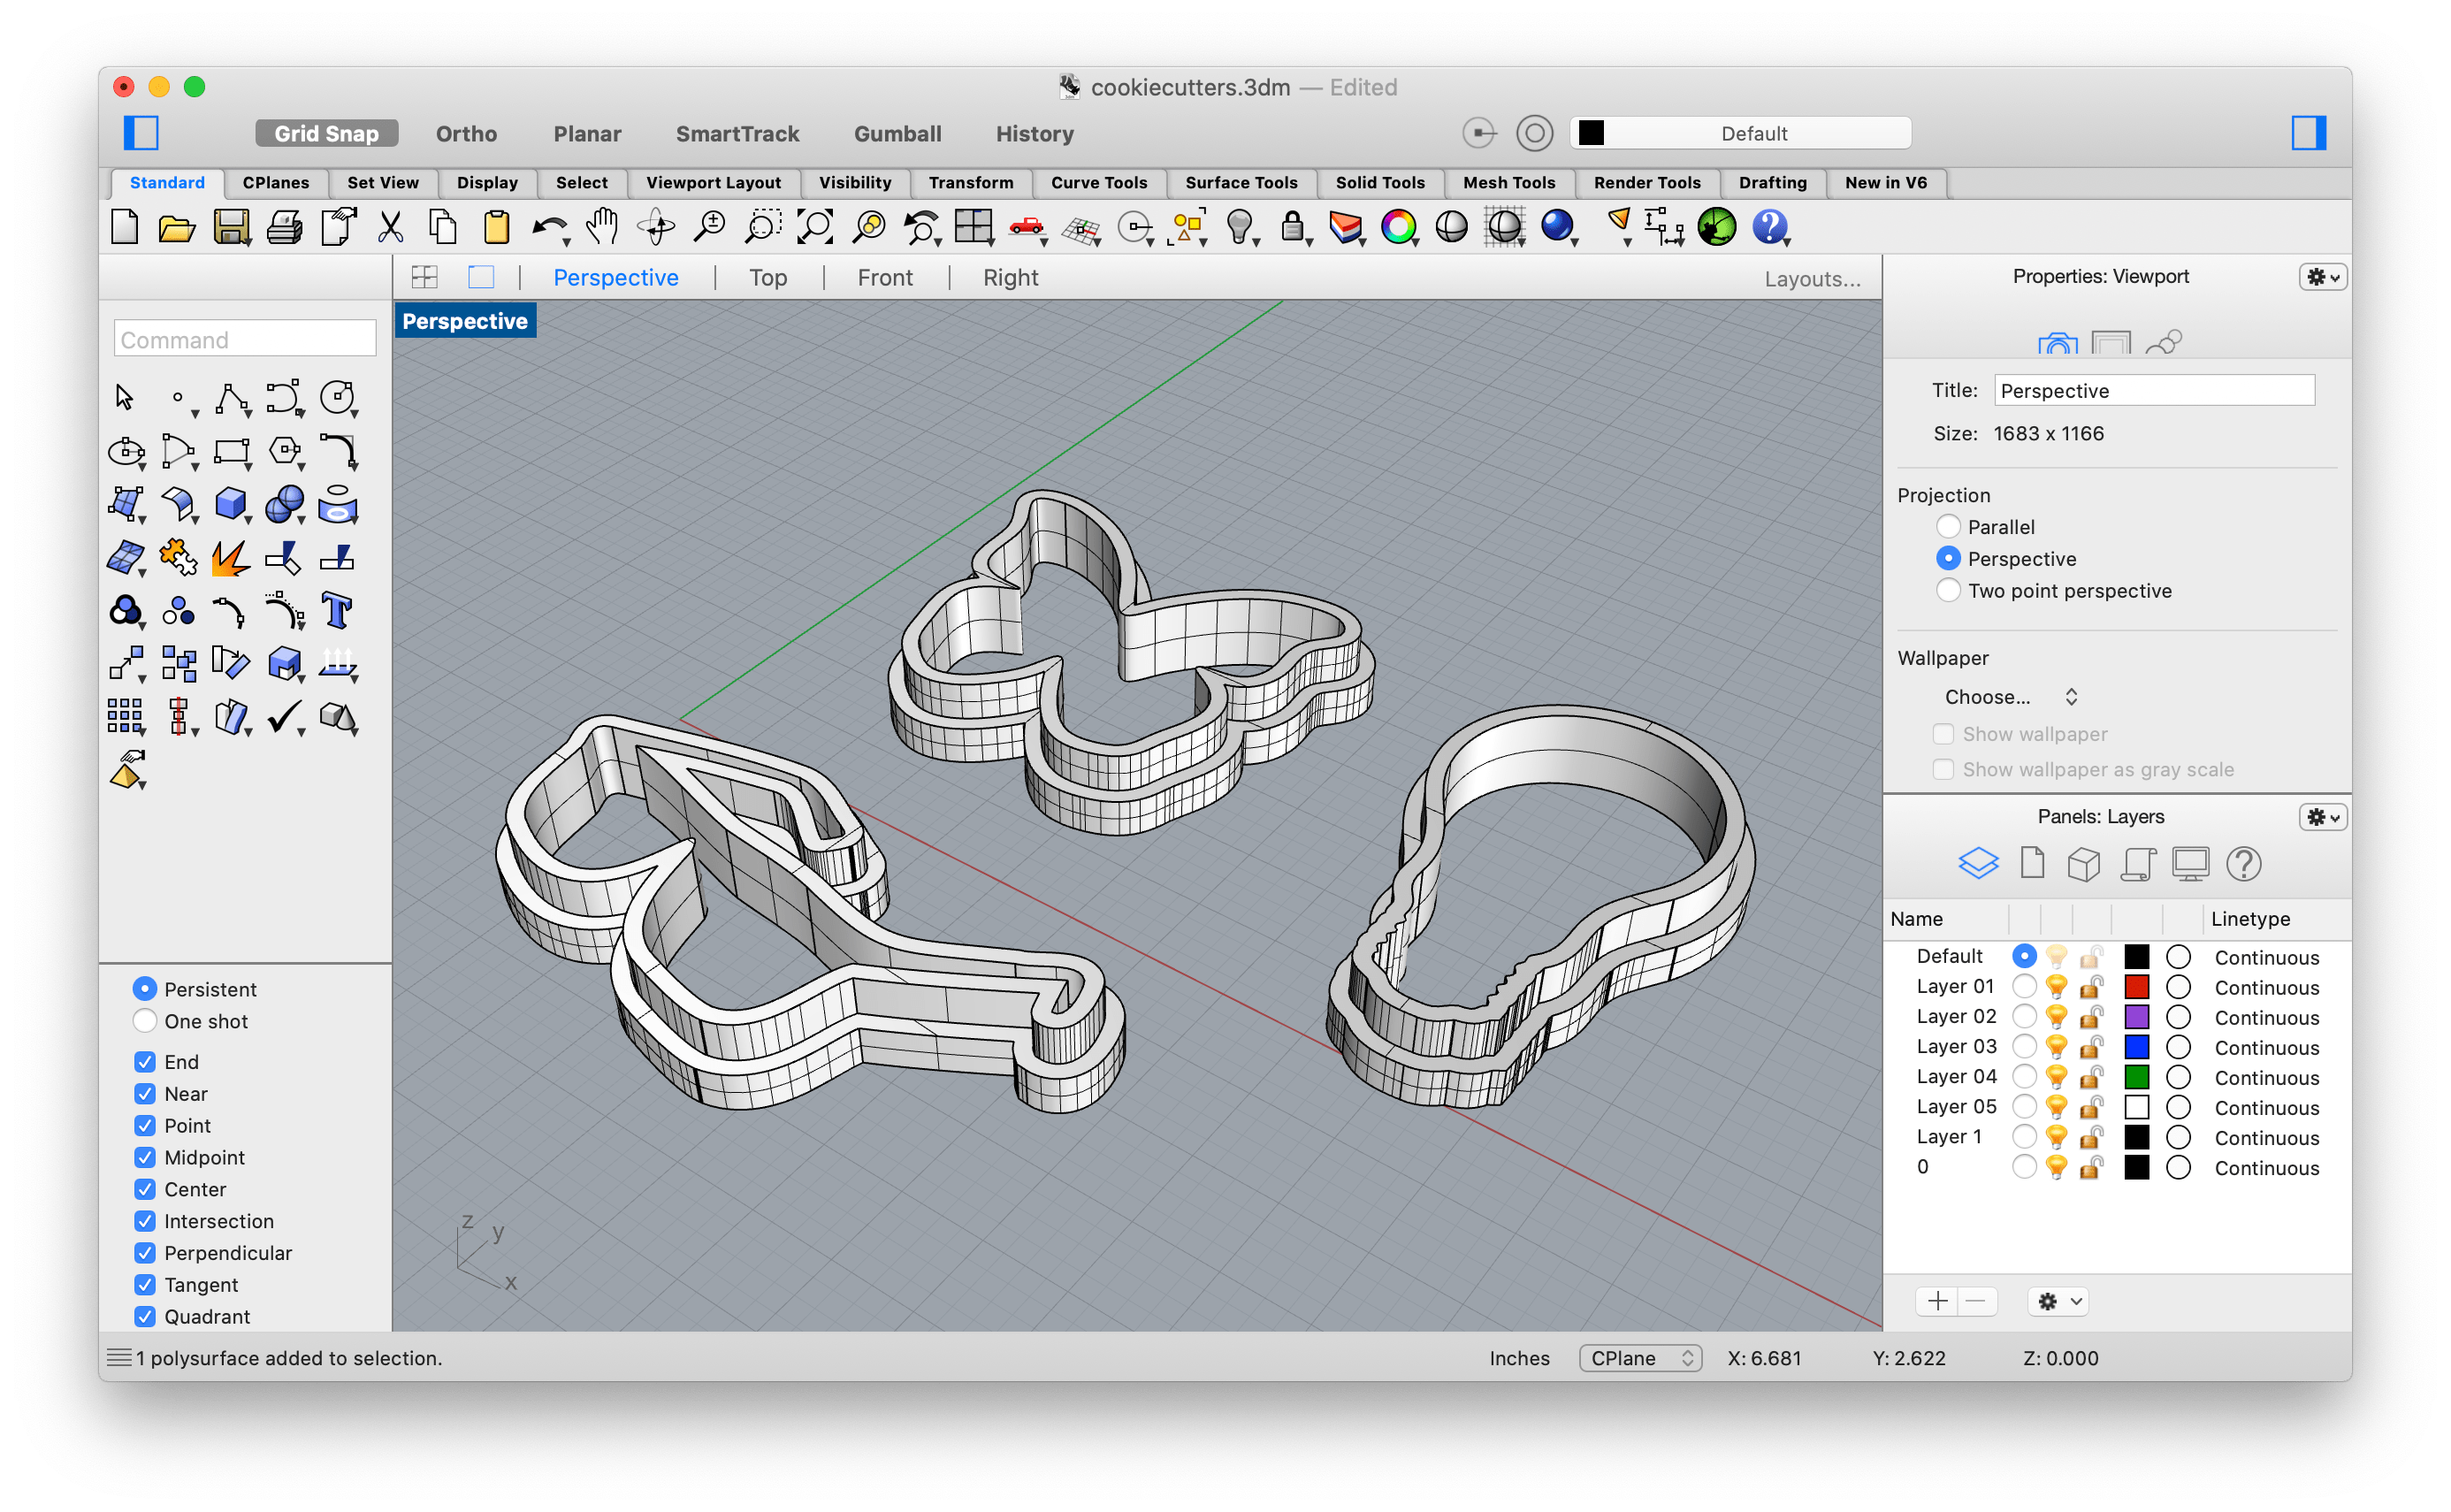 cookiecutters.3dm — Edited
Grid Snap Ortho Planar SmartTrack Gumball History Default
Standard CPlanes Set View Display Select Viewport Layout Visibility Transform Curve Tools Surface Tools Solid Tools Mesh Tools Render Tools Drafting New in V6
Perspective Top Front Right Layouts...
Perspective
Command
Persistent
One shot
End
Near
Point
Midpoint
Center
Intersection
Perpendicular
Tangent
Quadrant
z
y
x
Properties: Viewport
Title: Perspective
Size: 1683 x 1166
Projection
Parallel
Perspective
Two point perspective
Wallpaper
Choose...
Show wallpaper
Show wallpaper as gray scale
Panels: Layers
Name Linetype
Default Continuous
Layer 01 Continuous
Layer 02 Continuous
Layer 03 Continuous
Layer 04 Continuous
Layer 05 Continuous
Layer 1 Continuous
0 Continuous
1 polysurface added to selection. Inches CPlane X: 6.681 Y: 2.622 Z: 0.000